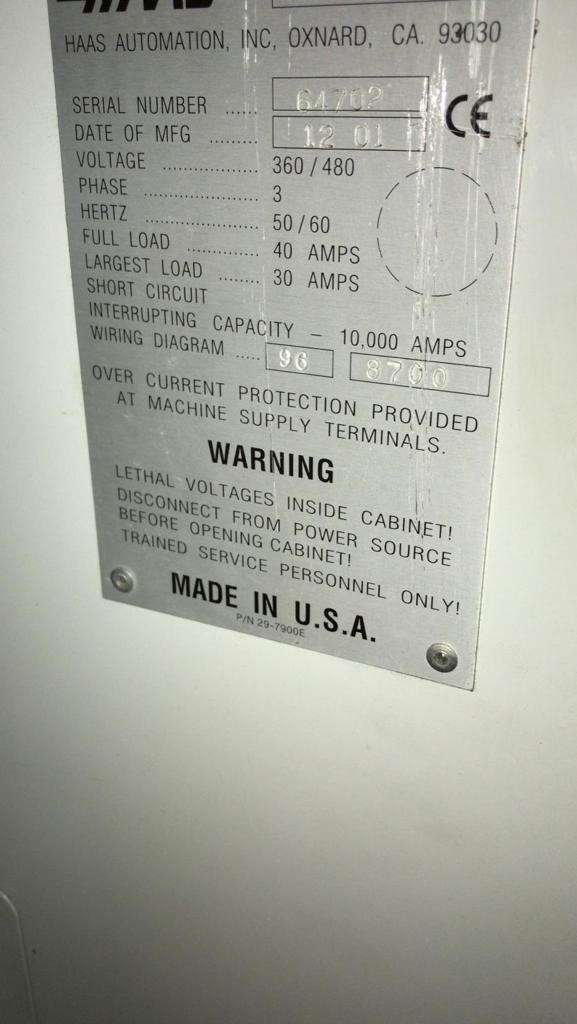 HAAS AUTOMATION, INC, OXNARD, CA. 93030
SERIAL NUMBER ..... 64702
DATE OF MFG ......... 12 01
CE
VOLTAGE .................. 360 / 480
PHASE ...................... 3
HERTZ ...................... 50 / 60
FULL LOAD .............. 40 AMPS
LARGEST LOAD ........ 30 AMPS
SHORT CIRCUIT
INTERRUPTING CAPACITY – 10,000 AMPS
WIRING DIAGRAM ..... 96 8700
OVER CURRENT PROTECTION PROVIDED
AT MACHINE SUPPLY TERMINALS.
WARNING
LETHAL VOLTAGES INSIDE CABINET!
DISCONNECT FROM POWER SOURCE
BEFORE OPENING CABINET!
TRAINED SERVICE PERSONNEL ONLY!
MADE IN U.S.A.
P/N 29-7900E